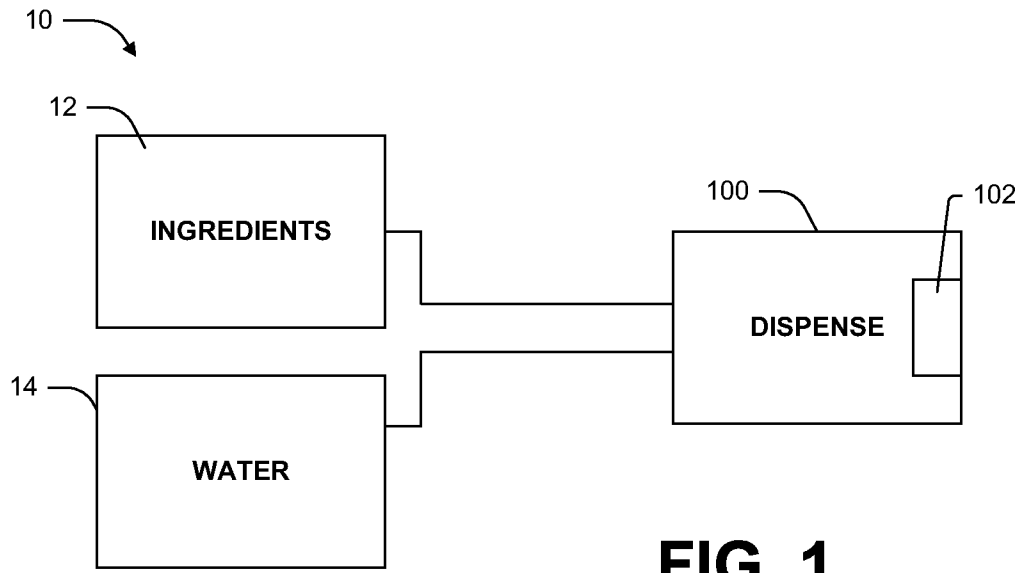 10
12
INGREDIENTS
100
102
DISPENSE
14
WATER
FIG. 1